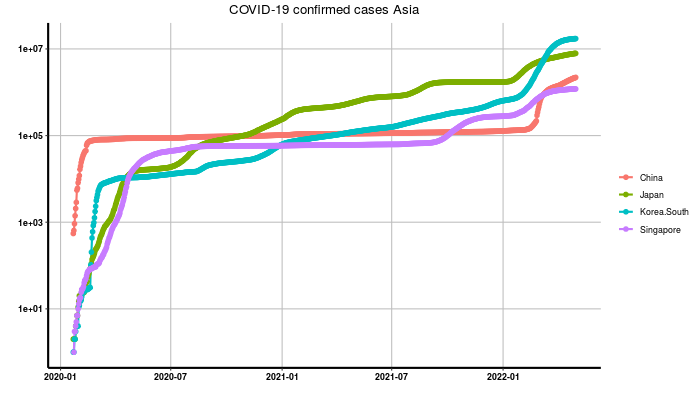 COVID-19 confirmed cases Asia
1e+07
1e+05
1e+03
1e+01
2020-01 2020-07 2021-01 2021-07 2022-01
China
Japan
Korea.South
Singapore